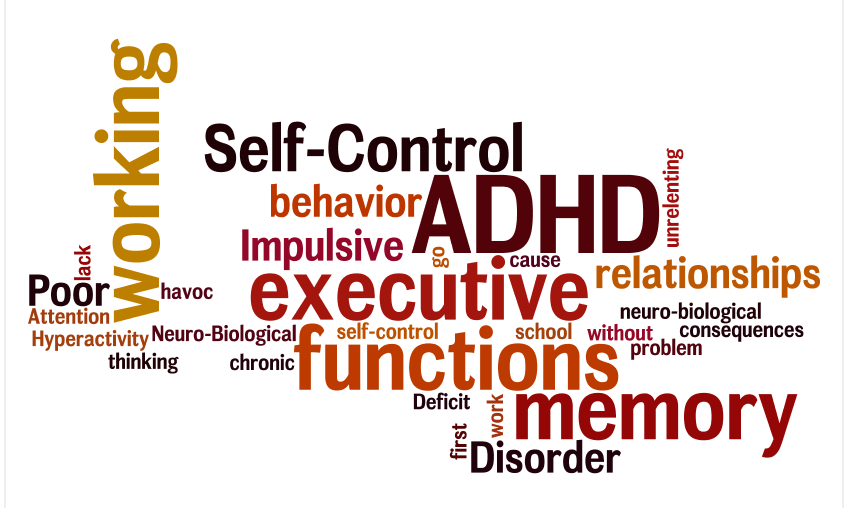 working
Self-Control
ADHD
unrelenting
behavior
Impulsive
go
cause
lack
Poor
havoc
executive
relationships
Attention
neuro-biological
Hyperactivity
Neuro-Biological
self-control
school
without
consequences
thinking
chronic
functions
problem
Deficit
work
memory
first
Disorder